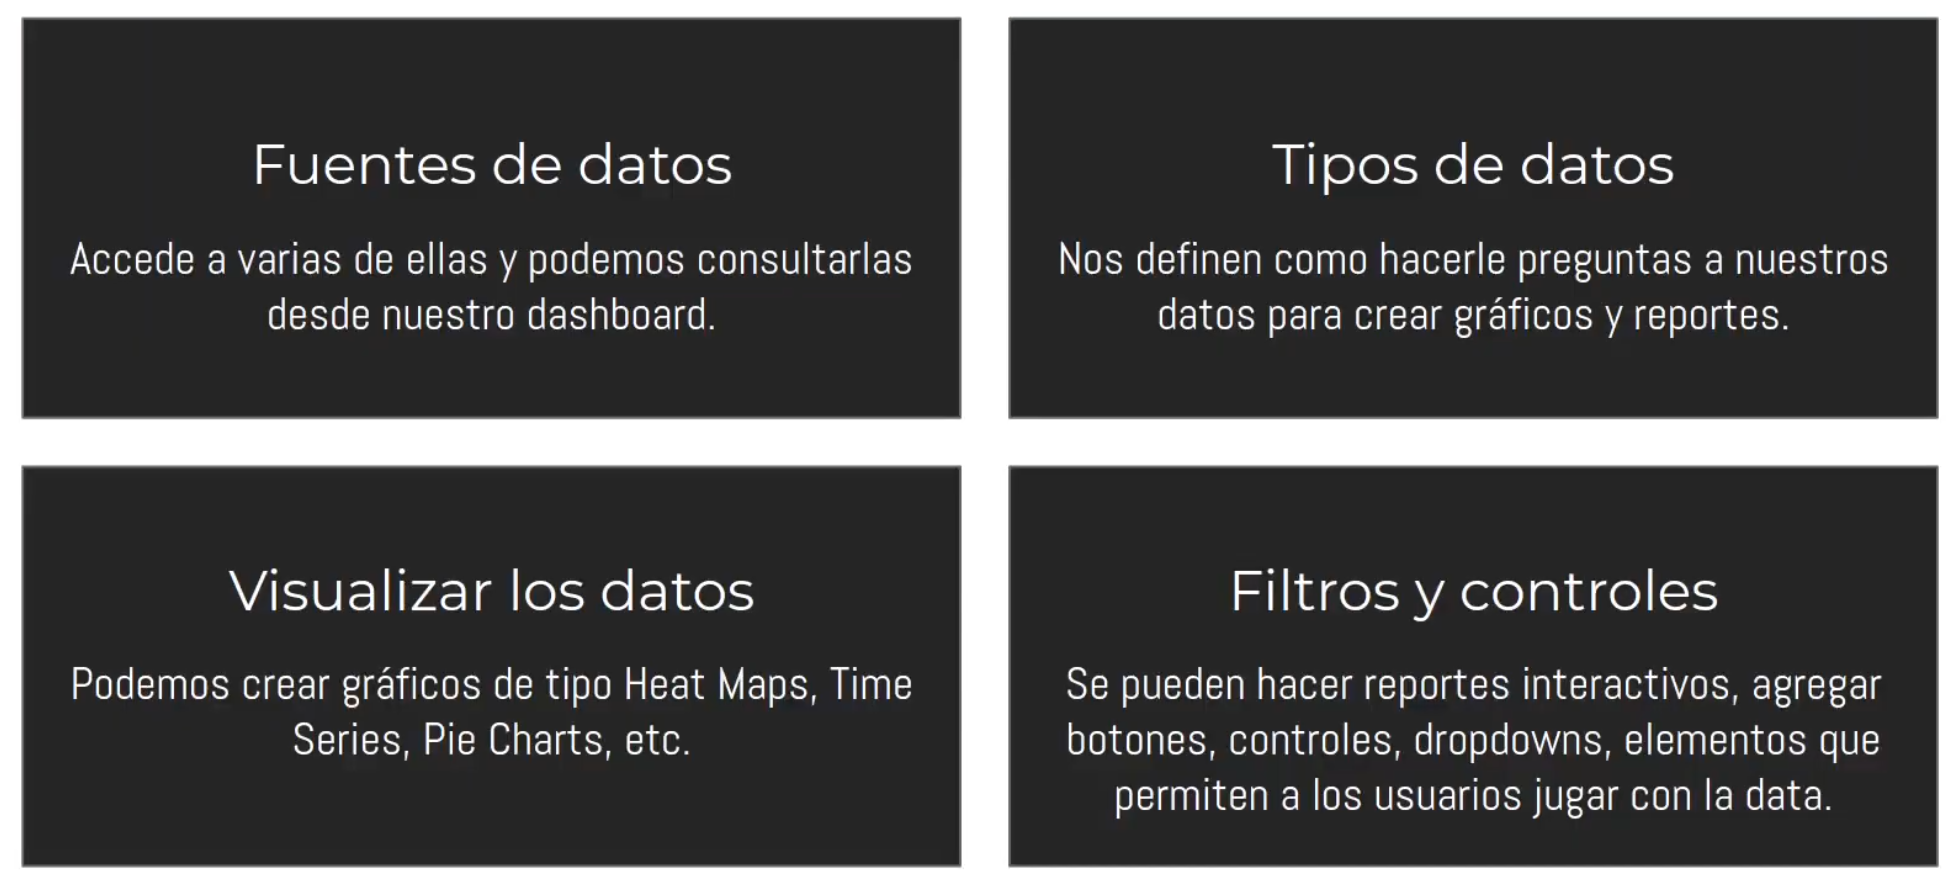 Fuentes de datos
Accede a varias de ellas y podemos consultarlas
desde nuestro dashboard.
Tipos de datos
Nos definen como hacerle preguntas a nuestros
datos para crear gráficos y reportes.
Visualizar los datos
Podemos crear gráficos de tipo Heat Maps, Time
Series, Pie Charts, etc.
Filtros y controles
Se pueden hacer reportes interactivos, agregar
botones, controles, dropdowns, elementos que
permiten a los usuarios jugar con la data.